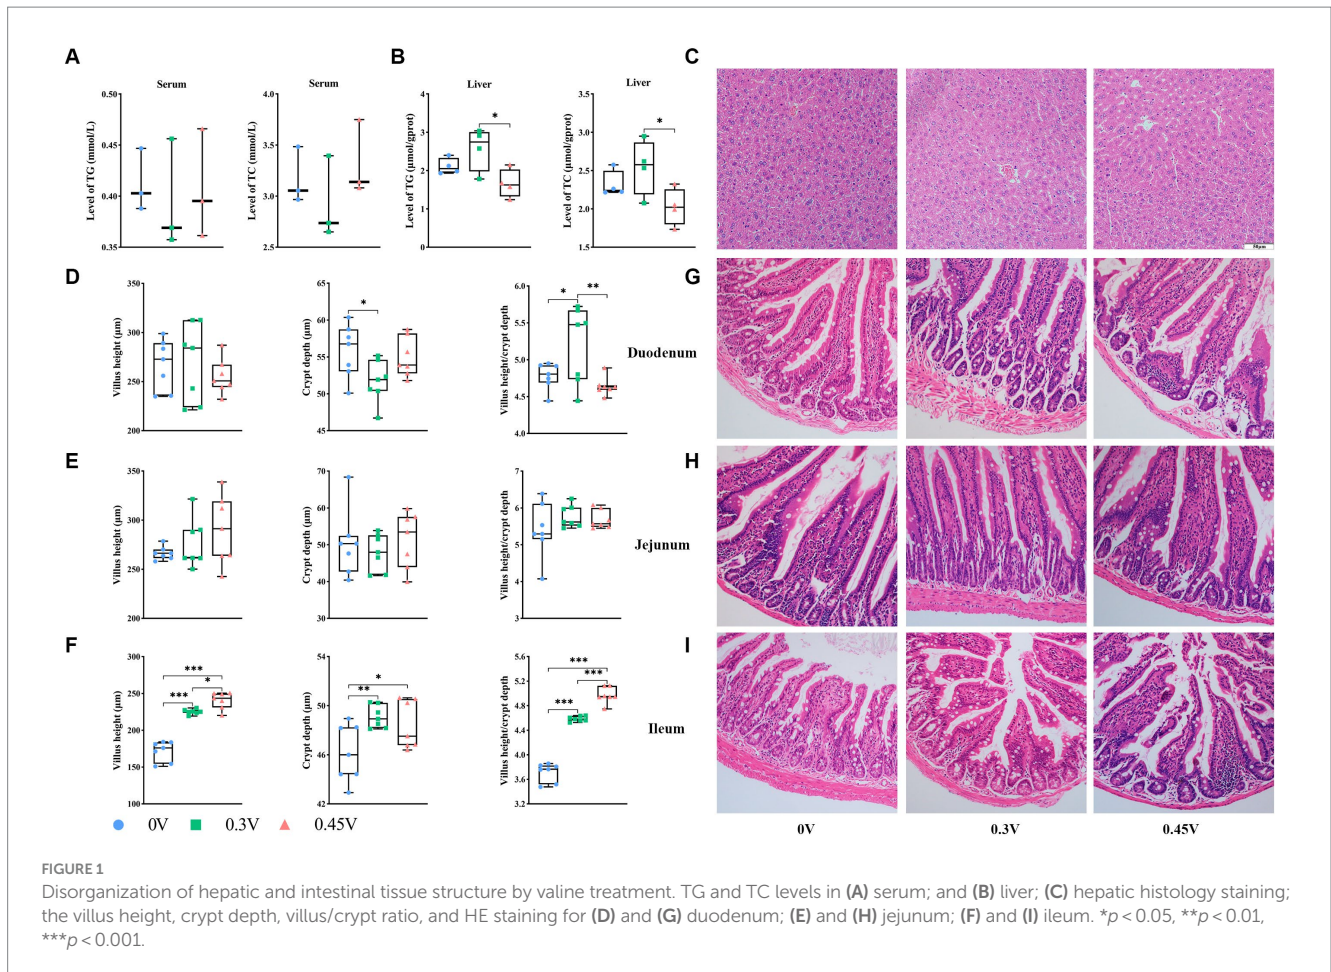 A
B
C
Serum
Serum
Liver
Liver
Level of TG (mmol/L)
0.50
0.45
0.40
0.35
Level of TC (mmol/L)
4.0
3.5
3.0
2.5
Level of TG (μmol/gprot)
4
3
2
1
0
*
Level of TC (μmol/gprot)
3.5
3.0
2.5
2.0
1.5
*
50μm
D
G
Villus height (μm)
350
300
250
200
Crypt depth (μm)
65
60
55
50
45
*
Villus height/crypt depth
6.0
5.5
5.0
4.5
4.0
*
**
Duodenum
E
H
Villus height (μm)
350
300
250
200
Crypt depth (μm)
70
60
50
40
30
Villus height/crypt depth
7
6
5
4
3
Jejunum
F
I
Villus height (μm)
300
250
200
150
100
***
***
*
Crypt depth (μm)
54
50
46
42
**
*
Villus height/crypt depth
5.6
5.2
4.8
4.4
4.0
3.6
3.2
***
***
***
Ileum
0V 0.3V 0.45V
0V 0.3V 0.45V
FIGURE 1
Disorganization of hepatic and intestinal tissue structure by valine treatment. TG and TC levels in (A) serum; and (B) liver; (C) hepatic histology staining;
the villus height, crypt depth, villus/crypt ratio, and HE staining for (D) and (G) duodenum; (E) and (H) jejunum; (F) and (I) ileum. *p < 0.05, **p < 0.01,
***p < 0.001.